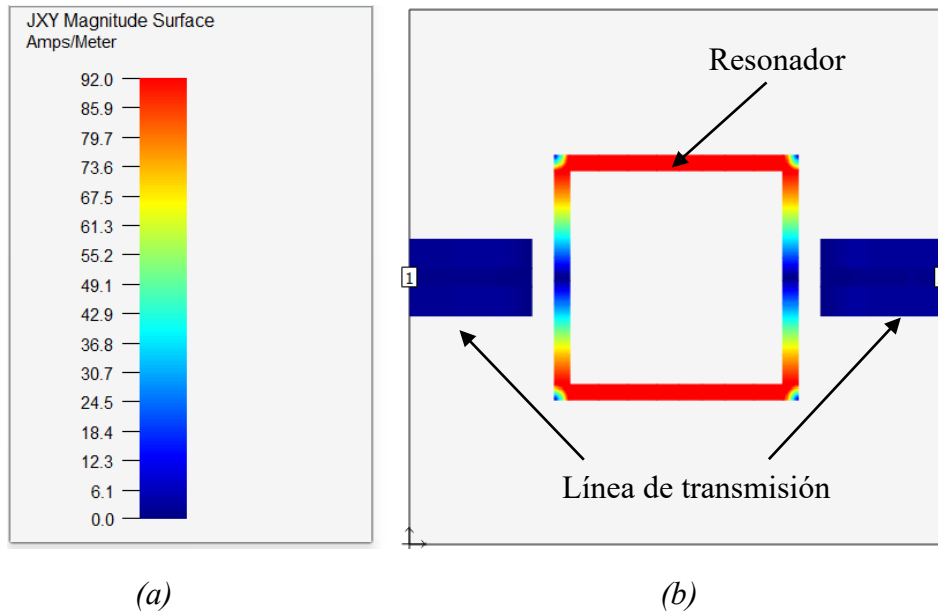 JXY Magnitude Surface
Amps/Meter
92.0
85.9
79.7
73.6
67.5
61.3
55.2
49.1
42.9
36.8
30.7
24.5
18.4
12.3
6.1
0.0
Resonador
1
Línea de transmisión
(a)
(b)